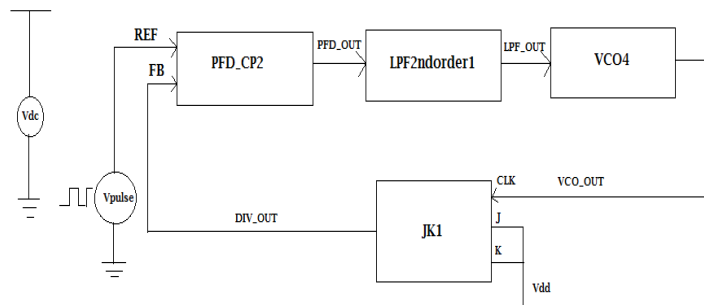 REF
PFD_OUT
LPF_OUT
PFD_CP2
LPF2ndorder1
VCO4
FB
Vdc
Vpulse
CLK
VCO_OUT
DIV_OUT
JK1
J
K
Vdd